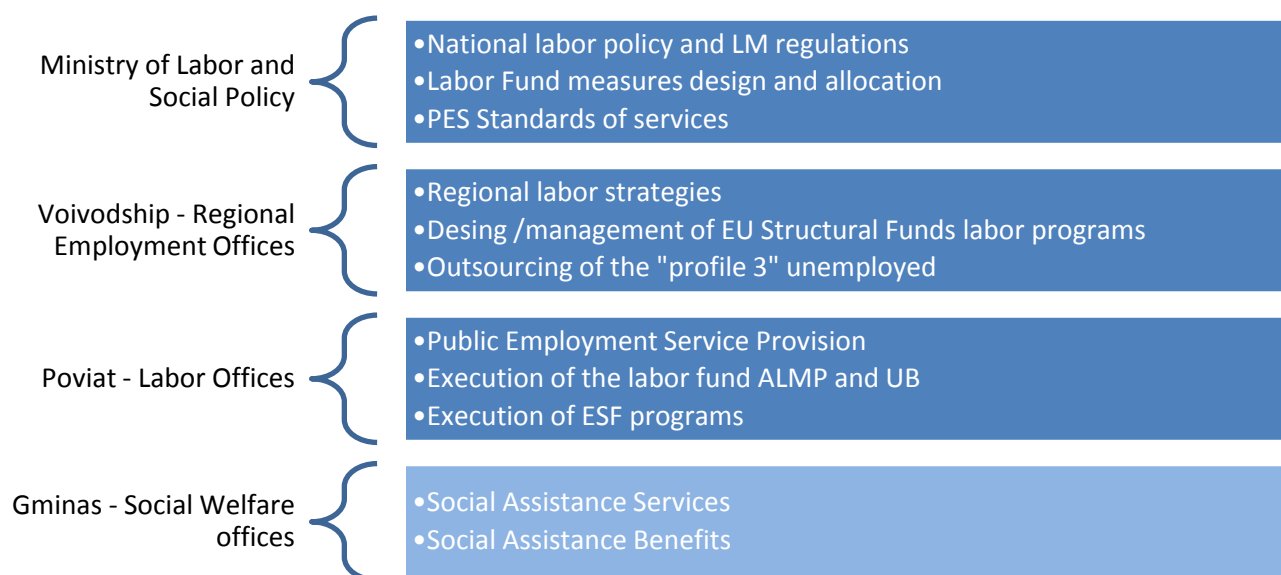 Ministry of Labor and
Social Policy
•National labor policy and LM regulations
•Labor Fund measures design and allocation
•PES Standards of services
Voivodship - Regional
Employment Offices
•Regional labor strategies
•Desing /management of EU Structural Funds labor programs
•Outsourcing of the "profile 3" unemployed
Poviat - Labor Offices
•Public Employment Service Provision
•Execution of the labor fund ALMP and UB
•Execution of ESF programs
Gminas - Social Welfare
offices
•Social Assistance Services
•Social Assistance Benefits